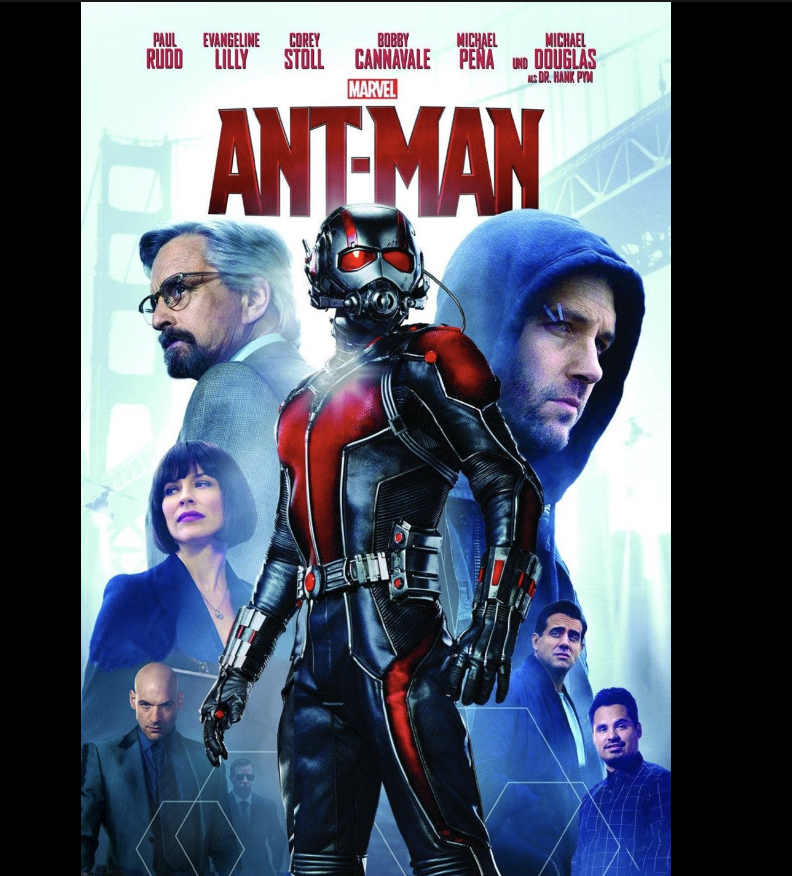 PAUL RUDD
EVANGELINE LILLY
COREY STOLL
BOBBY CANNAVALE
MICHAEL PEÑA
UND MICHAEL DOUGLAS
ALS DR. HANK PYM
MARVEL
ANT-MAN